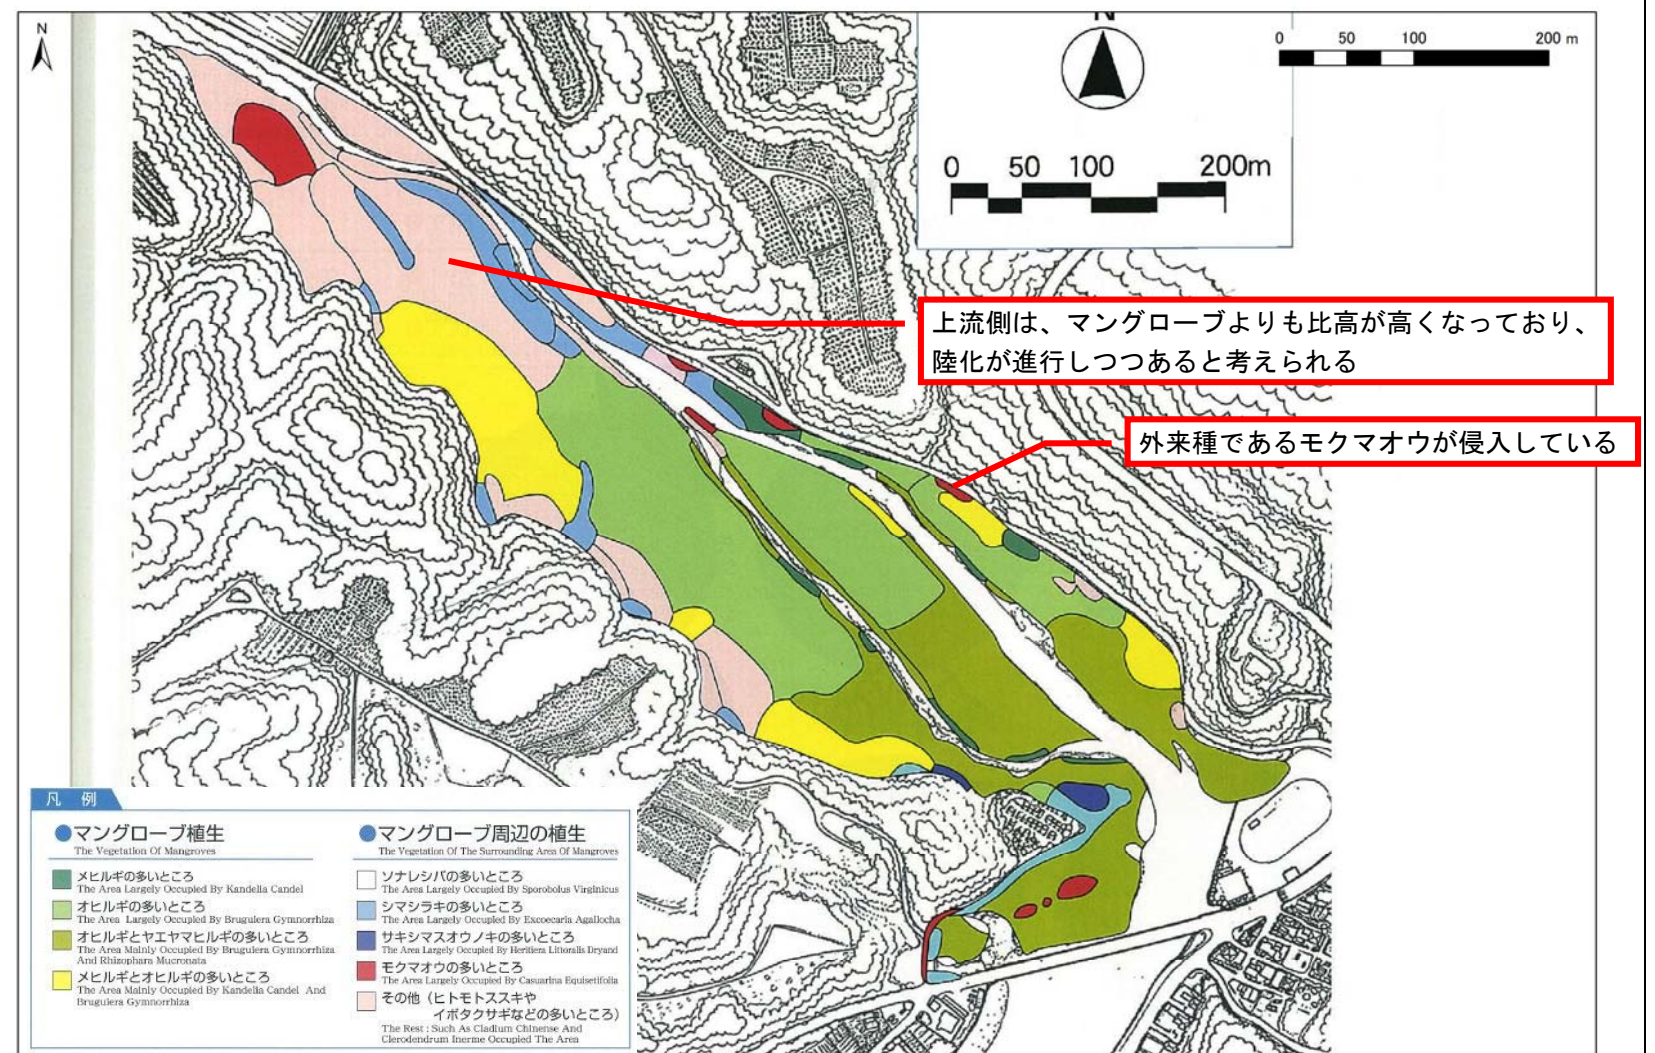 N
N
0 50 100 200 m
0 50 100 200m
上流側は、マングローブよりも比高が高くなっており、
陸化が進行しつつあると考えられる
外来種であるモクマオウが侵入している
凡 例
マングローブ植生
The Vegetation Of Mangroves
メヒルギの多いところ
The Area Largely Occupied By Kandelia Candel
オヒルギの多いところ
The Area Largely Occupied By Bruguiera Gymnorrhiza
オヒルギとヤエヤマヒルギの多いところ
The Area Mainly Occupied By Bruguiera Gymnorrhiza
And Rhizophara Mucronata
メヒルギとオヒルギの多いところ
The Area Mainly Occupied By Kandelia Candel And
Bruguiera Gymnorrhiza
マングローブ周辺の植生
The Vegetation Of The Surrounding Area Of Mangroves
ソナレシバの多いところ
The Area Largely Occupied By Sporobolus Virginicus
シマシラキの多いところ
The Area Largely Occupied By Excoecaria Agallocha
サキシマスオウノキの多いところ
The Area Largely Occupied By Heritiera Littoralis Dryand
モクマオウの多いところ
The Area Largely Occupied By Casuarina Equisetifolia
その他（ヒトモトススキや
イボタクサギなどの多いところ）
The Rest : Such As Cladium Chinense And
Clerodendrum Inerme Occupied The Area